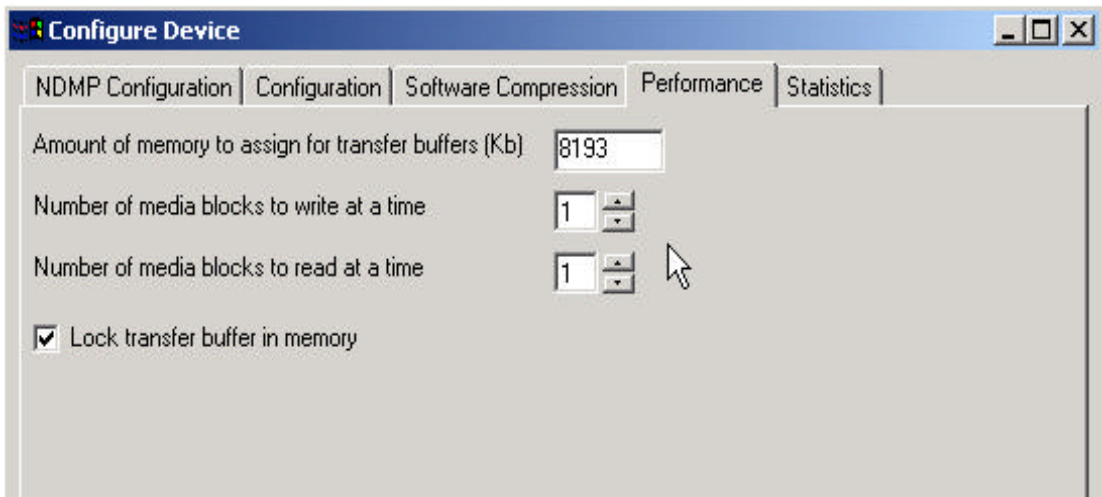 Configure Device
NDMP Configuration Configuration Software Compression Performance Statistics
Amount of memory to assign for transfer buffers (Kb) 8193
Number of media blocks to write at a time 1
Number of media blocks to read at a time 1
Lock transfer buffer in memory